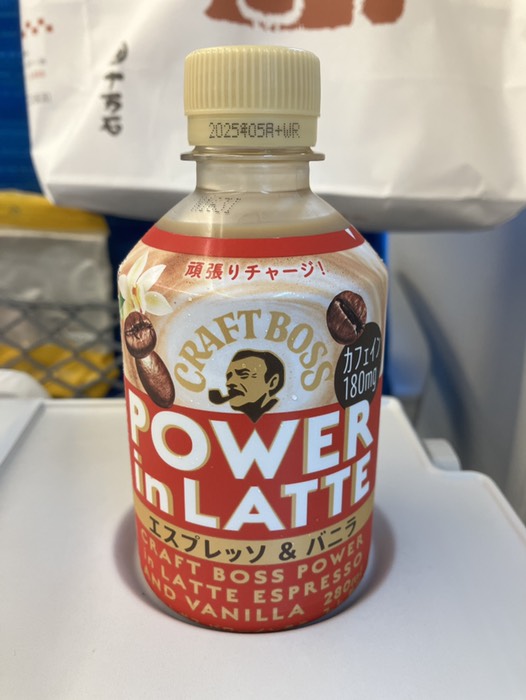 2025年05月+WR
頑張りチャージ!
CRAFT BOSS
カフェイン
180mg
POWER
in LATTE
エスプレッソ & バニラ
CRAFT BOSS POWER
in LATTE ESPRESSO
AND VANILLA 280